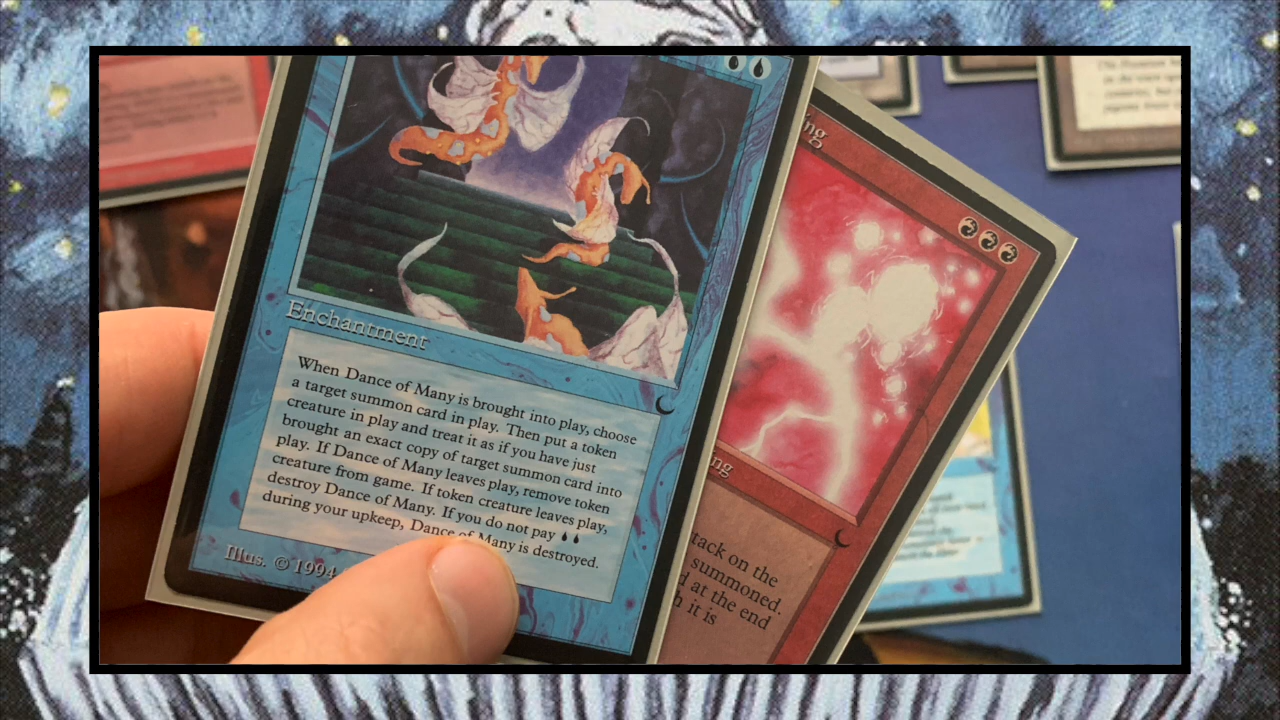 Enchantment
When Dance of Many is brought into play, choose
a target summon card in play. Then put a token
creature in play and treat it as if you have just
brought an exact copy of target summon card into
play. If Dance of Many leaves play, remove token
creature from game. If token creature leaves play,
destroy Dance of Many. If you do not pay
during your upkeep, Dance of Many is destroyed.
Illus. © 1994
ng
ng
tack on the
summoned.
d at the end
h it is